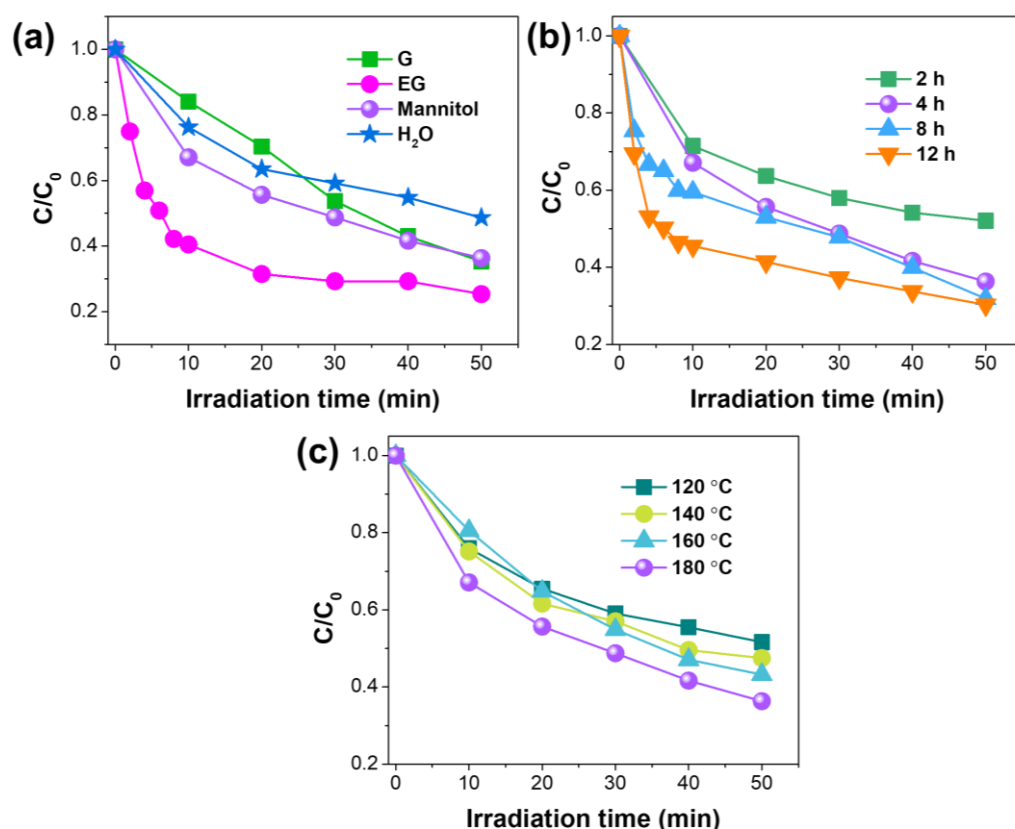 (a)
G
EG
Mannitol
H₂O
C/C₀
1.0
0.8
0.6
0.4
0.2
0 10 20 30 40 50
Irradiation time (min)
(b)
2 h
4 h
8 h
12 h
C/C₀
1.0
0.8
0.6
0.4
0.2
0 10 20 30 40 50
Irradiation time (min)
(c)
120 °C
140 °C
160 °C
180 °C
C/C₀
1.0
0.8
0.6
0.4
0.2
0 10 20 30 40 50
Irradiation time (min)